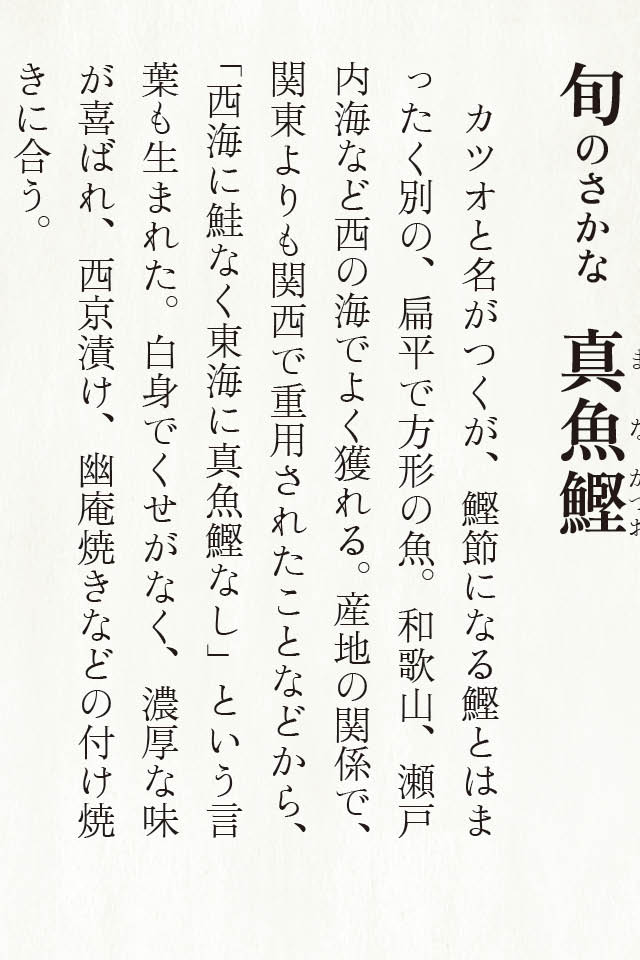 旬のさかな 真魚鰹
まながつお
カツオと名がつくが、鰹節になる鰹とはま
ったく別の、扁平で方形の魚。和歌山、瀬戸
内海など西の海でよく獲れる。産地の関係で、
関東よりも関西で重用されたことなどから、
「西海に鮭なく東海に真魚鰹なし」という言
葉も生まれた。白身でくせがなく、濃厚な味
が喜ばれ、西京漬け、幽庵焼きなどの付け焼
きに合う。